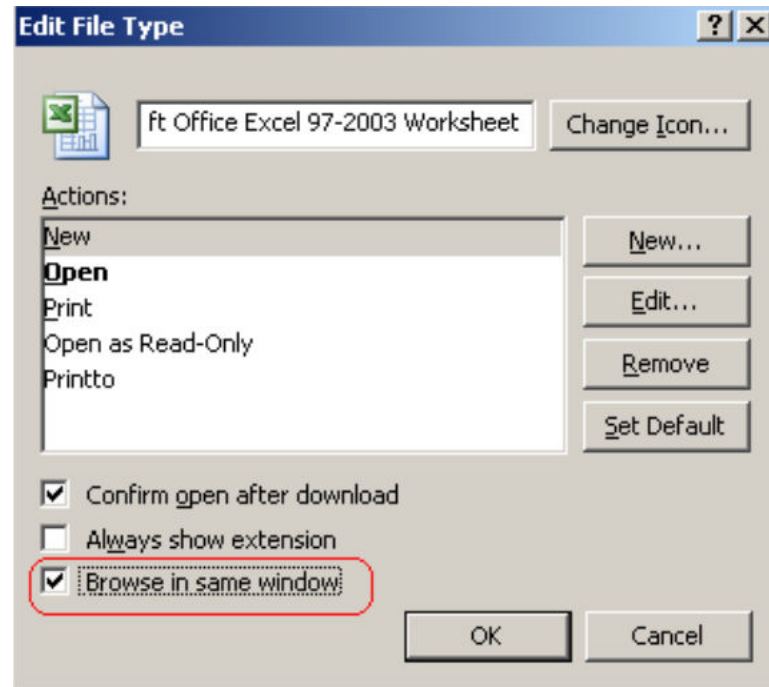 Edit File Type
?
ft Office Excel 97-2003 Worksheet
Change Icon...
Actions:
New
Open
Print
Open as Read-Only
Printto
New...
Edit...
Remove
Set Default
Confirm open after download
Always show extension
Browse in same window
OK
Cancel